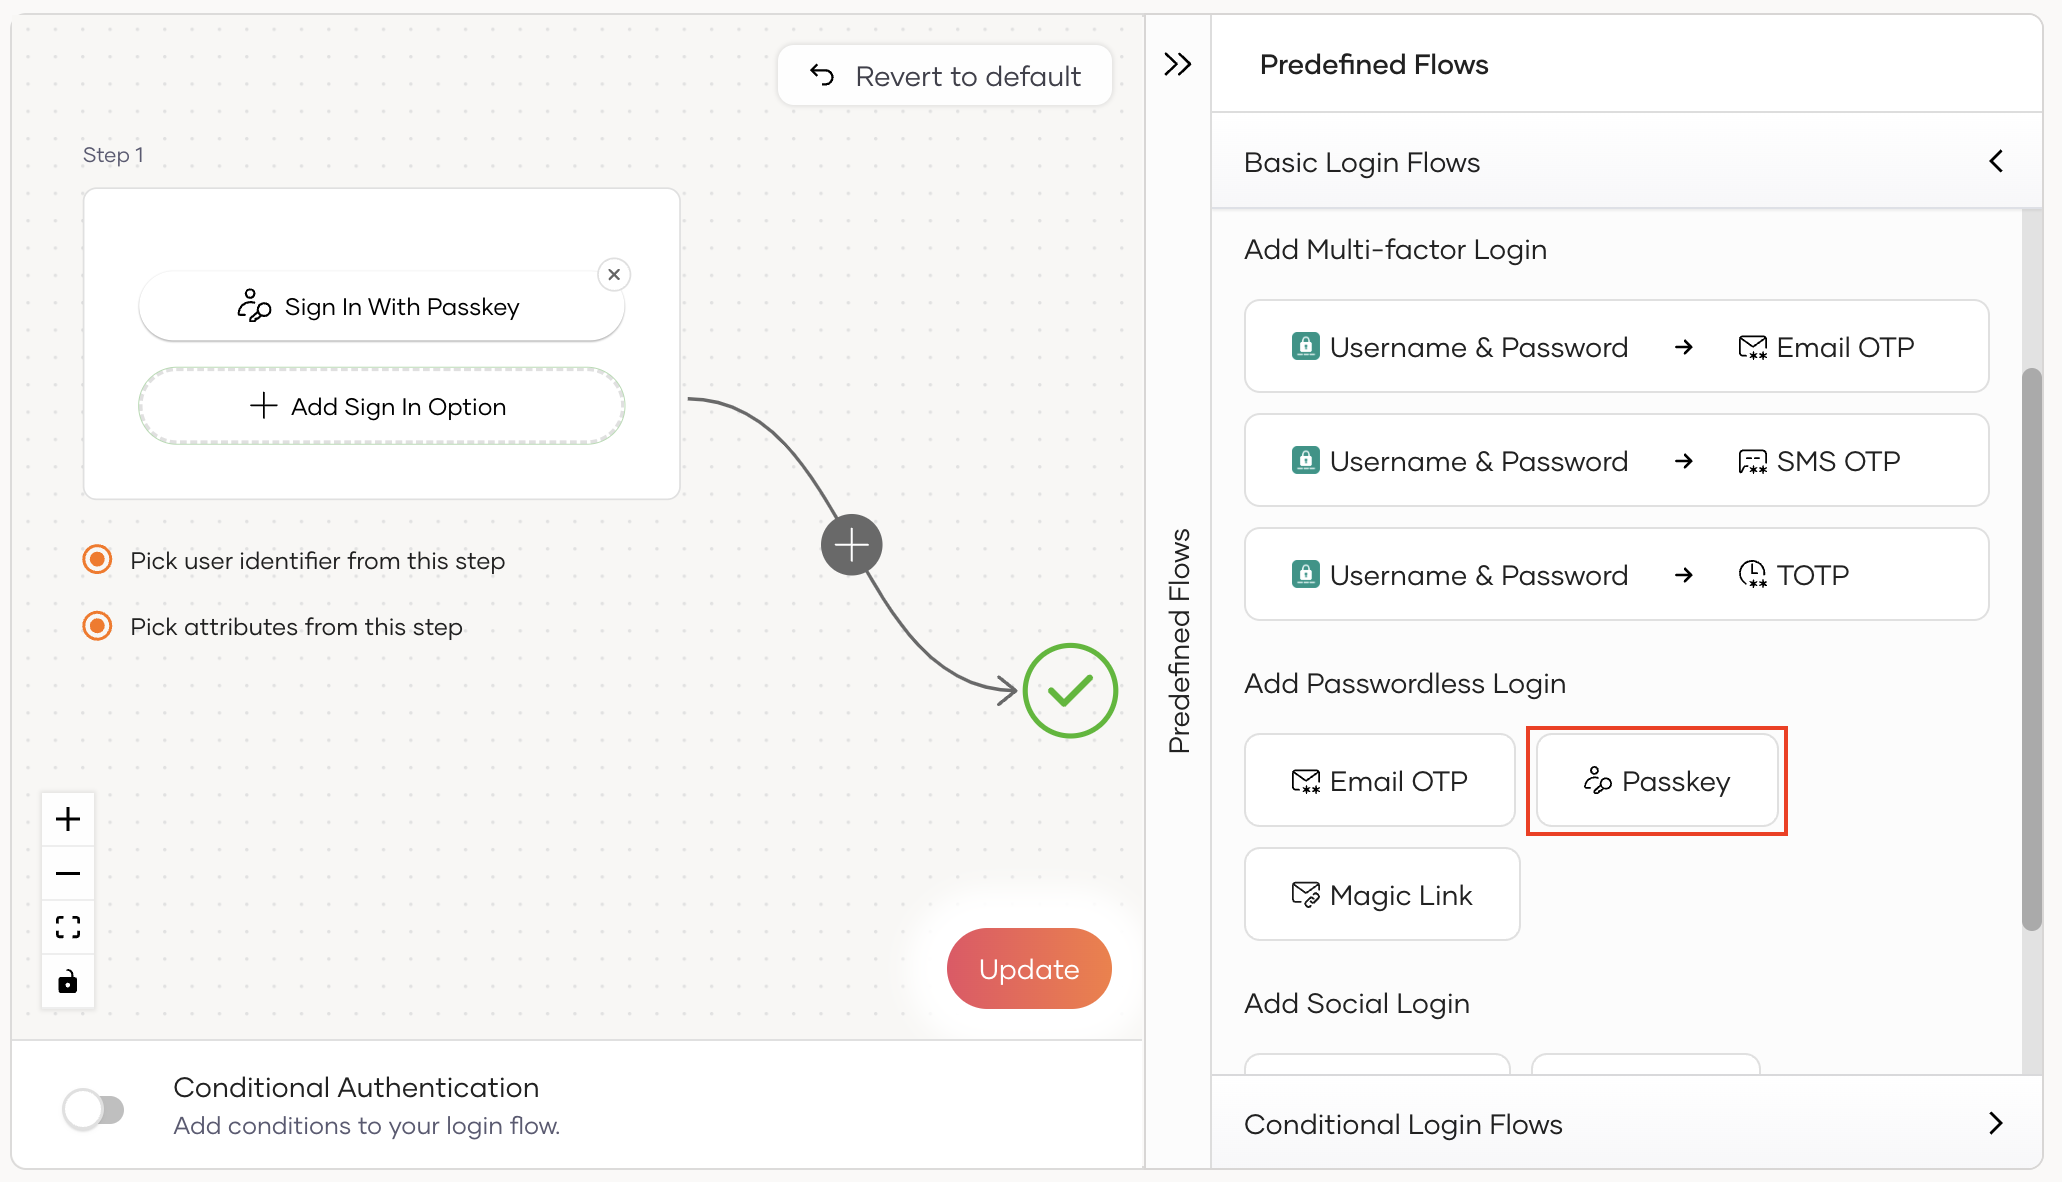 Revert to default
Step 1
Sign In With Passkey
Add Sign In Option
Pick user identifier from this step
Pick attributes from this step
Update
Conditional Authentication
Add conditions to your login flow.
Predefined Flows
Predefined Flows
Basic Login Flows
Add Multi-factor Login
Username & Password → Email OTP
Username & Password → SMS OTP
Username & Password → TOTP
Add Passwordless Login
Email OTP
Passkey
Magic Link
Add Social Login
Conditional Login Flows